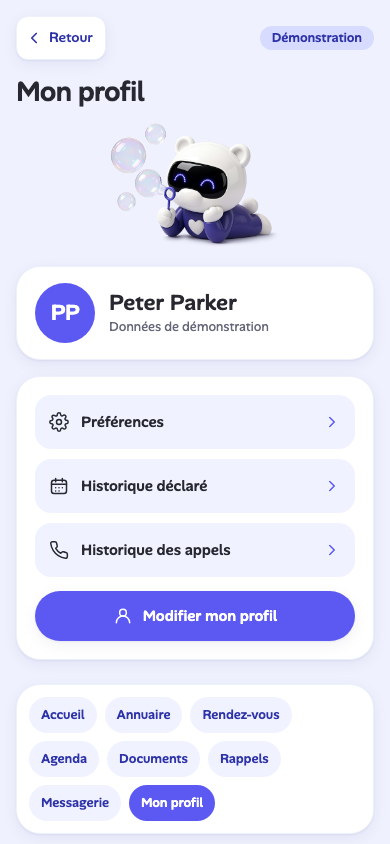 Retour
Démonstration
Mon profil
PP
Peter Parker
Données de démonstration
Préférences
Historique déclaré
Historique des appels
Modifier mon profil
Accueil Annuaire Rendez-vous
Agenda Documents Rappels
Messagerie Mon profil